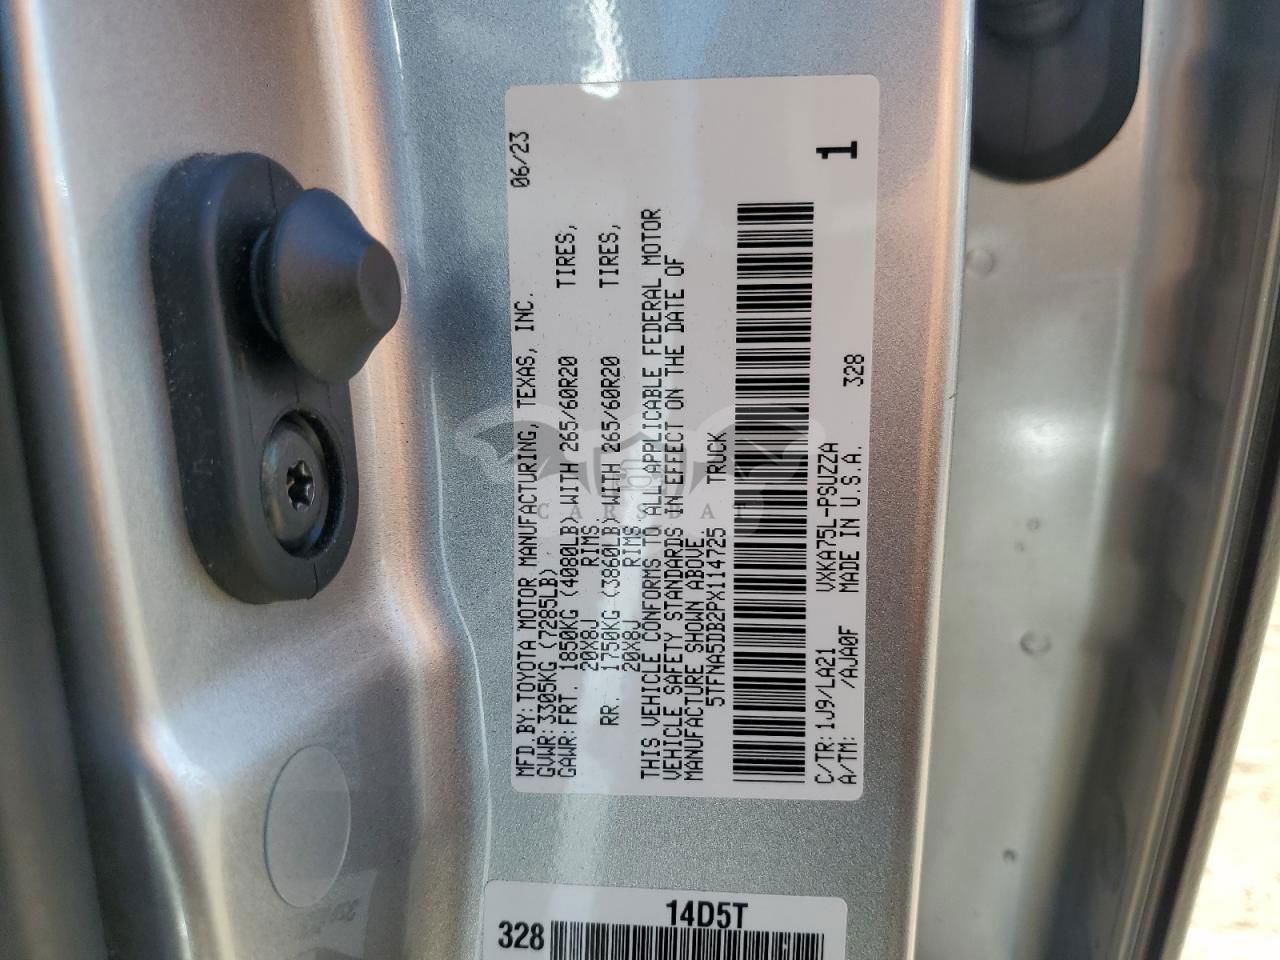 MFD.BY: TOYOTA MOTOR MANUFACTURING, TEXAS, INC. 06/23
GVWR: 3305KG (7285LB)
GAWR: FRT. 1850KG (4080LB) WITH 265/60R20 TIRES,
20X8J RIMS.
RR. 1750KG (3860LB) WITH 265/60R20 TIRES,
20X8J RIMS.
THIS VEHICLE CONFORMS TO ALL APPLICABLE FEDERAL MOTOR
VEHICLE SAFETY STANDARDS IN EFFECT ON THE DATE OF
MANUFACTURE SHOWN ABOVE.
5TFNA5DB2PX114725 TRUCK
1
C/TR: 1J9/LA21 VXKA75L-PSUZZA 328
A/TM: /AJA0F MADE IN U.S.A.
14D5T
328